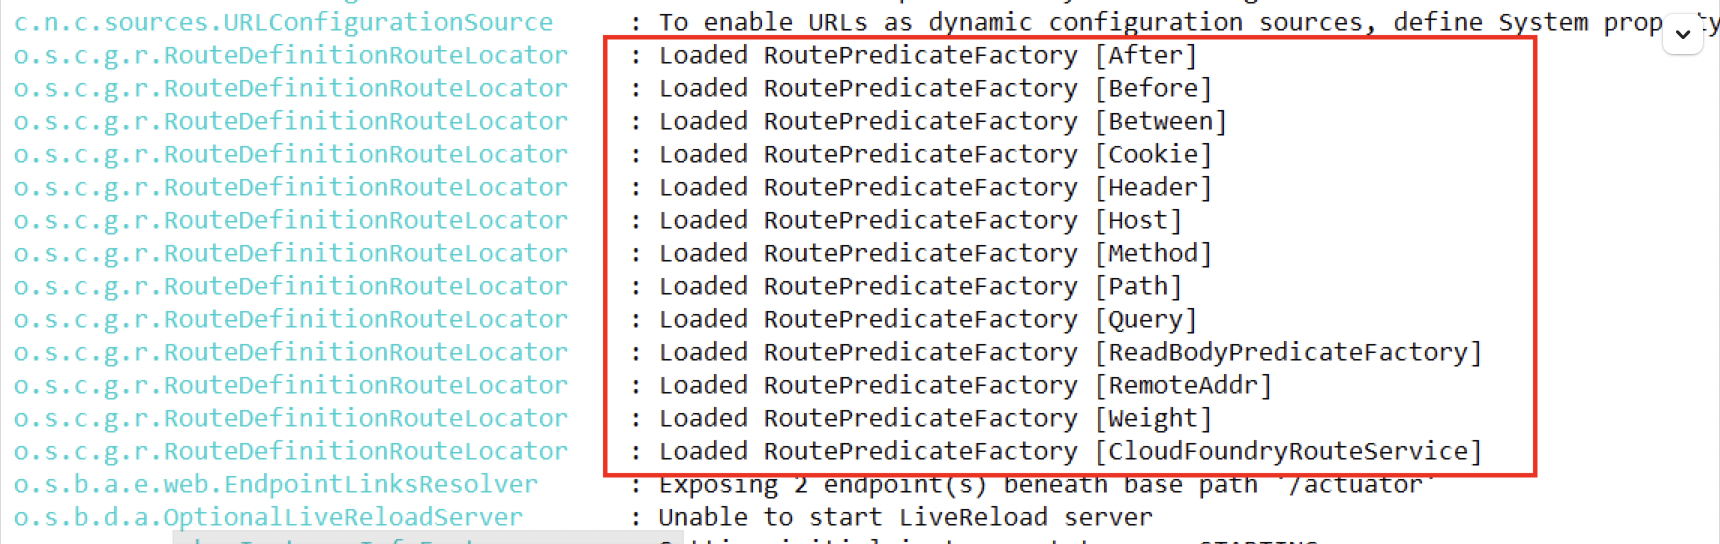 c.n.c.sources.URLConfigurationSource : To enable URLs as dynamic configuration sources, define System property
o.s.c.g.r.RouteDefinitionRouteLocator : Loaded RoutePredicateFactory [After]
o.s.c.g.r.RouteDefinitionRouteLocator : Loaded RoutePredicateFactory [Before]
o.s.c.g.r.RouteDefinitionRouteLocator : Loaded RoutePredicateFactory [Between]
o.s.c.g.r.RouteDefinitionRouteLocator : Loaded RoutePredicateFactory [Cookie]
o.s.c.g.r.RouteDefinitionRouteLocator : Loaded RoutePredicateFactory [Header]
o.s.c.g.r.RouteDefinitionRouteLocator : Loaded RoutePredicateFactory [Host]
o.s.c.g.r.RouteDefinitionRouteLocator : Loaded RoutePredicateFactory [Method]
o.s.c.g.r.RouteDefinitionRouteLocator : Loaded RoutePredicateFactory [Path]
o.s.c.g.r.RouteDefinitionRouteLocator : Loaded RoutePredicateFactory [Query]
o.s.c.g.r.RouteDefinitionRouteLocator : Loaded RoutePredicateFactory [ReadBodyPredicateFactory]
o.s.c.g.r.RouteDefinitionRouteLocator : Loaded RoutePredicateFactory [RemoteAddr]
o.s.c.g.r.RouteDefinitionRouteLocator : Loaded RoutePredicateFactory [Weight]
o.s.c.g.r.RouteDefinitionRouteLocator : Loaded RoutePredicateFactory [CloudFoundryRouteService]
o.s.b.a.e.web.EndpointLinksResolver : Exposing 2 endpoint(s) beneath base path '/actuator'
o.s.b.d.a.OptionalLiveReloadServer : Unable to start LiveReload server